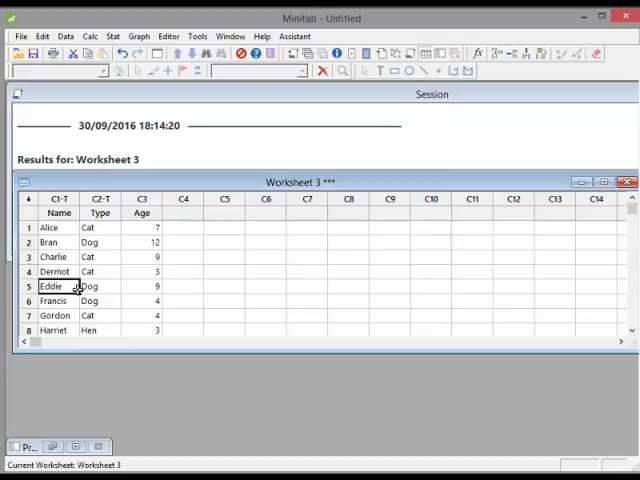 Minitab - Untitled
File Edit Data Calc Stat Graph Editor Tools Window Help Assistant
Session
30/09/2016 18:14:20
Results for: Worksheet 3
Worksheet 3 ***
C1-T C2-T C3 C4 C5 C6 C7 C8 C9 C10 C11 C12 C13 C14
Name Type Age
1 Alice Cat 7
2 Bran Dog 12
3 Charlie Cat 9
4 Dermot Cat 3
5 Eddie Dog 9
6 Francis Dog 4
7 Gordon Cat 4
8 Harriet Hen 3
Pr...
Current Worksheet: Worksheet 3